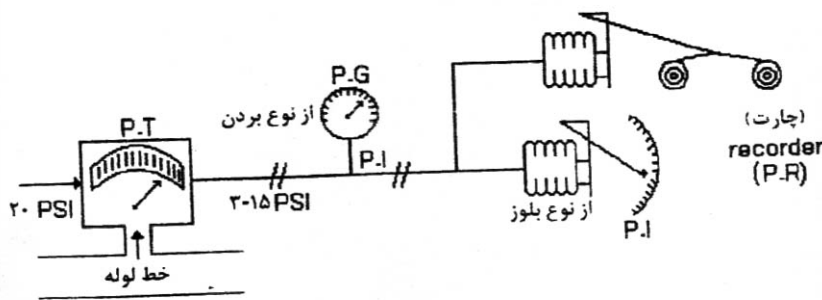 P-G
از نوع بردن
P-T
P-I
۲۰ PSI
۳-۱۵ PSI
خط لوله
از نوع بلوز
P-I
(چارت)
recorder
(P-R)